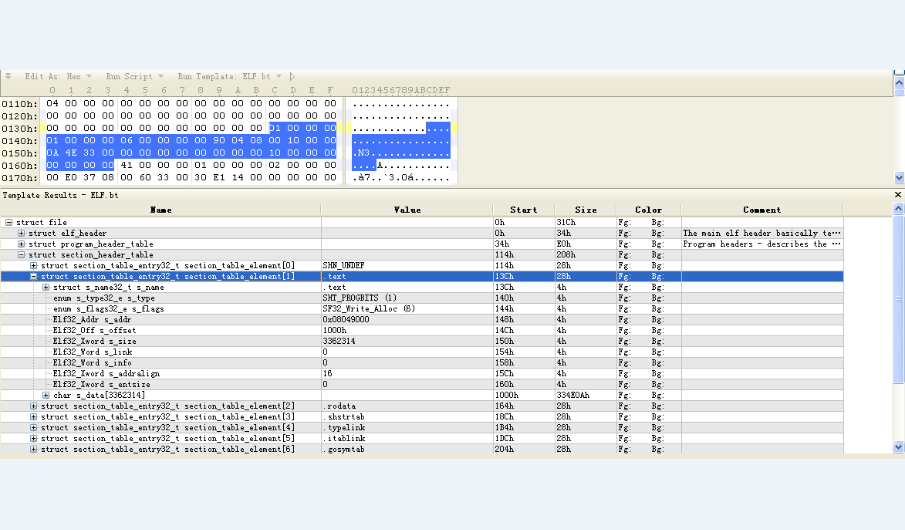 Edit As: Hex Run Script Run Template: ELF.bt
0 1 2 3 4 5 6 7 8 9 A B C D E F 0123456789ABCDEF
0110h: 04 00 00 00 00 00 00 00 00 00 00 00 00 00 00 00 ................
0120h: 00 00 00 00 00 00 00 00 00 00 00 00 00 00 00 00 ................
0130h: 00 00 00 00 00 00 00 00 00 00 00 00 01 00 00 00 ................
0140h: 01 00 00 00 06 00 00 00 00 90 04 08 00 10 00 00 ................
0150h: 0A 4E 33 00 00 00 00 00 00 00 00 00 10 00 00 00 .N3.............
0160h: 00 00 00 00 41 00 00 00 01 00 00 00 02 00 00 00 ....A...........
0170h: 00 E0 37 08 00 60 33 00 30 E1 14 00 00 00 00 00 .à7..`3.0á......
Template Results - ELF.bt
Name Value Start Size Color Comment
struct file 0h 31Ch Fg: Bg:
struct elf_header 0h 34h Fg: Bg: The main elf header basically te...
struct program_header_table 34h E0h Fg: Bg: Program headers - describes the ...
struct section_header_table 114h 208h Fg: Bg:
struct section_table_entry32_t section_table_element[0] SHN_UNDEF 114h 28h Fg: Bg:
struct section_table_entry32_t section_table_element[1] .text 13Ch 28h Fg: Bg:
struct s_name32_t s_name .text 13Ch 4h Fg: Bg:
enum s_type32_e s_type SHT_PROGBITS (1) 140h 4h Fg: Bg:
enum s_flags32_e s_flags SF32_Write_Alloc (6) 144h 4h Fg: Bg:
Elf32_Addr s_addr 0x08049000 148h 4h Fg: Bg:
Elf32_Off s_offset 1000h 14Ch 4h Fg: Bg:
Elf32_Xword s_size 3362314 150h 4h Fg: Bg:
Elf32_Word s_link 0 154h 4h Fg: Bg:
Elf32_Word s_info 0 158h 4h Fg: Bg:
Elf32_Xword s_addralign 16 15Ch 4h Fg: Bg:
Elf32_Xword s_entsize 0 160h 4h Fg: Bg:
char s_data[3362314] 1000h 334E0Ah Fg: Bg:
struct section_table_entry32_t section_table_element[2] .rodata 164h 28h Fg: Bg:
struct section_table_entry32_t section_table_element[3] .shstrtab 18Ch 28h Fg: Bg:
struct section_table_entry32_t section_table_element[4] .typelink 1B4h 28h Fg: Bg:
struct section_table_entry32_t section_table_element[5] .itablink 1DCh 28h Fg: Bg:
struct section_table_entry32_t section_table_element[6] .gosymtab 204h 28h Fg: Bg: